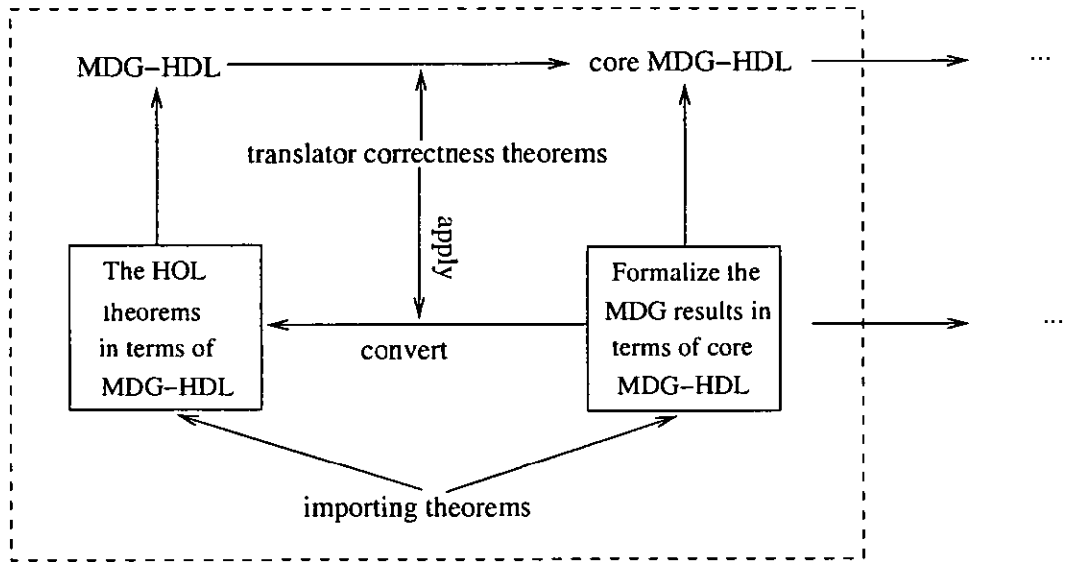 MDG–HDL
core MDG–HDL
...
translator correctness theorems
apply
The HOL
theorems
in terms of
MDG–HDL
Formalize the
MDG results in
terms of core
MDG–HDL
...
convert
importing theorems